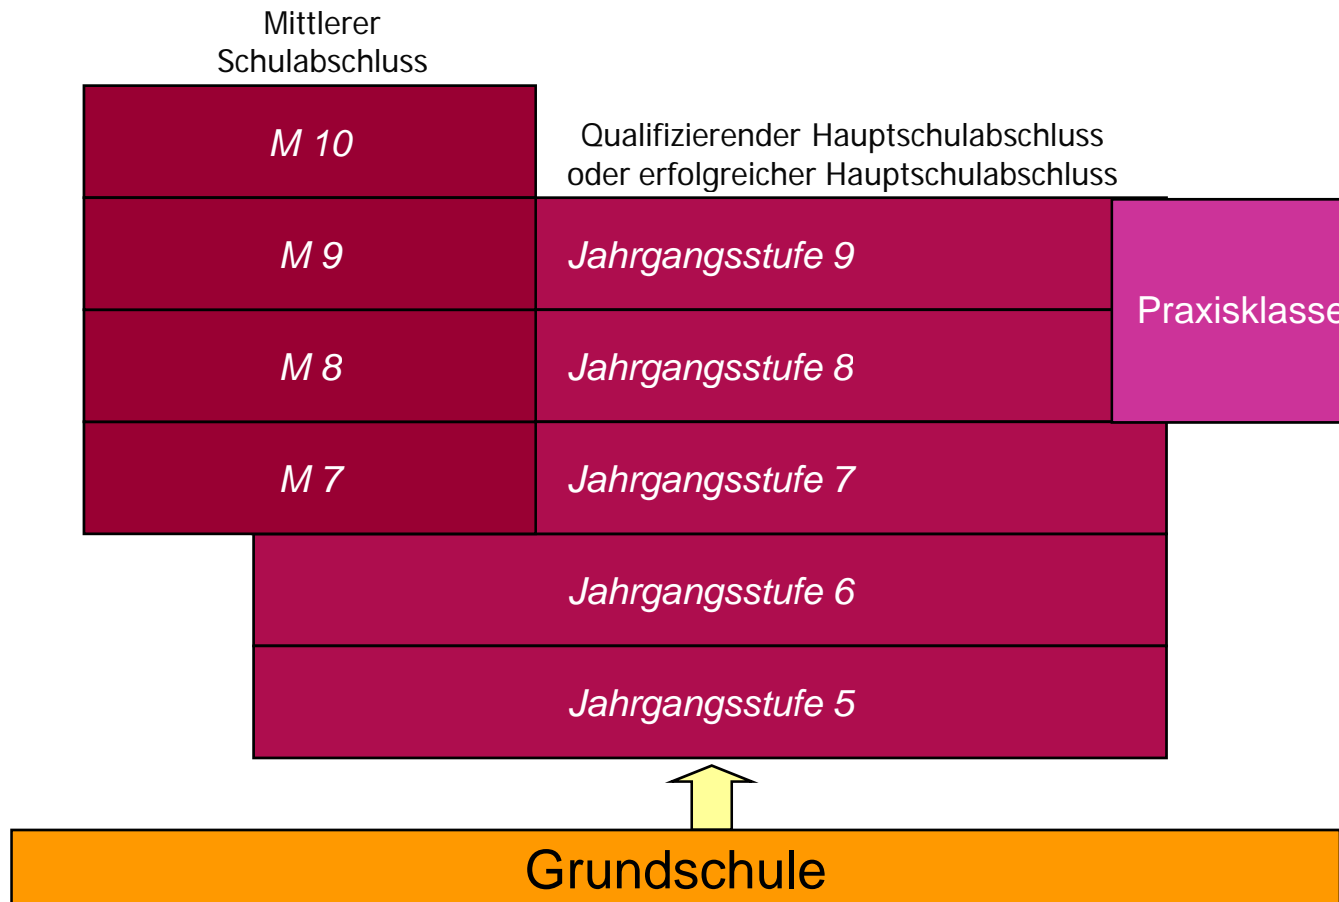 Mittlerer
Schulabschluss
M 10
Qualifizierender Hauptschulabschluss
oder erfolgreicher Hauptschulabschluss
M 9
Jahrgangsstufe 9
Praxisklasse
M 8
Jahrgangsstufe 8
M 7
Jahrgangsstufe 7
Jahrgangsstufe 6
Jahrgangsstufe 5
Grundschule